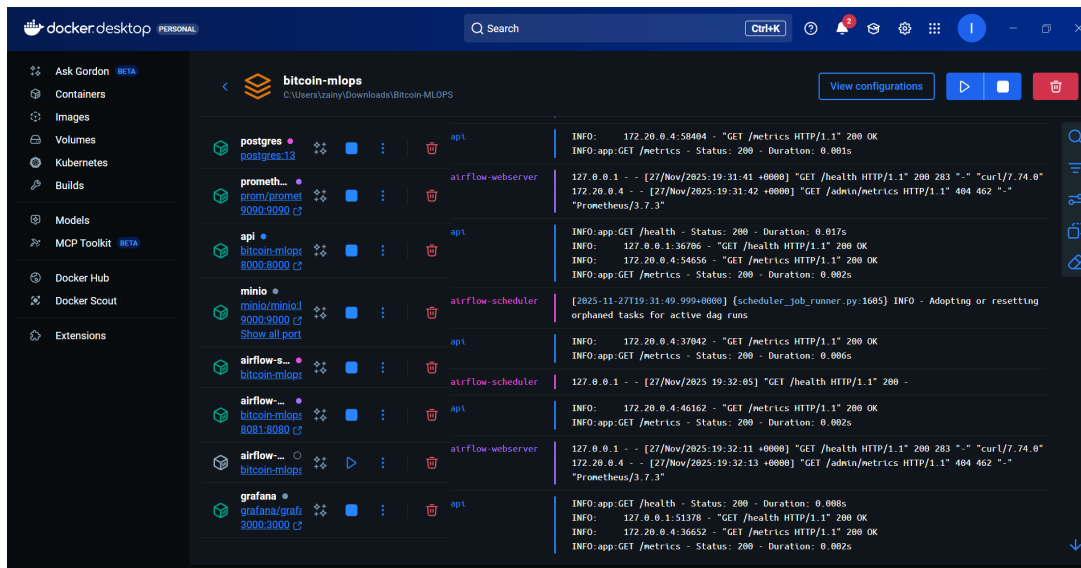 docker.desktop PERSONAL
Search Ctrl+K
2
I
Ask Gordon BETA
Containers
Images
Volumes
Kubernetes
Builds
Models
MCP Toolkit BETA
Docker Hub
Docker Scout
Extensions
bitcoin-mlops
C:\Users\zainy\Downloads\Bitcoin-MLOPS
View configurations
postgres
postgres:13
prometh...
prom/promet
9090:9090
api
bitcoin-mlops
8000:8000
minio
minio/minio:l
9000:9000
Show all port
airflow-s...
bitcoin-mlops
airflow-...
bitcoin-mlops
8081:8080
airflow-...
bitcoin-mlops
grafana
grafana/grafa
3000:3000
api INFO: 172.20.0.4:58404 - "GET /metrics HTTP/1.1" 200 OK
INFO:app:GET /metrics - Status: 200 - Duration: 0.001s
airflow-webserver 127.0.0.1 - - [27/Nov/2025:19:31:41 +0000] "GET /health HTTP/1.1" 200 283 "-" "curl/7.74.0"
172.20.0.4 - - [27/Nov/2025:19:31:42 +0000] "GET /admin/metrics HTTP/1.1" 404 462 "-"
"Prometheus/3.7.3"
api INFO:app:GET /health - Status: 200 - Duration: 0.017s
INFO: 127.0.0.1:36706 - "GET /health HTTP/1.1" 200 OK
INFO: 172.20.0.4:54656 - "GET /metrics HTTP/1.1" 200 OK
INFO:app:GET /metrics - Status: 200 - Duration: 0.002s
airflow-scheduler [2025-11-27T19:31:49.999+0000] {scheduler_job_runner.py:1605} INFO - Adopting or resetting
orphaned tasks for active dag runs
api INFO: 172.20.0.4:37042 - "GET /metrics HTTP/1.1" 200 OK
INFO:app:GET /metrics - Status: 200 - Duration: 0.006s
airflow-scheduler 127.0.0.1 - - [27/Nov/2025 19:32:05] "GET /health HTTP/1.1" 200 -
api INFO: 172.20.0.4:46162 - "GET /metrics HTTP/1.1" 200 OK
INFO:app:GET /metrics - Status: 200 - Duration: 0.002s
airflow-webserver 127.0.0.1 - - [27/Nov/2025:19:32:11 +0000] "GET /health HTTP/1.1" 200 283 "-" "curl/7.74.0"
172.20.0.4 - - [27/Nov/2025:19:32:13 +0000] "GET /admin/metrics HTTP/1.1" 404 462 "-"
"Prometheus/3.7.3"
api INFO:app:GET /health - Status: 200 - Duration: 0.008s
INFO: 127.0.0.1:51378 - "GET /health HTTP/1.1" 200 OK
INFO: 172.20.0.4:36652 - "GET /metrics HTTP/1.1" 200 OK
INFO:app:GET /metrics - Status: 200 - Duration: 0.002s